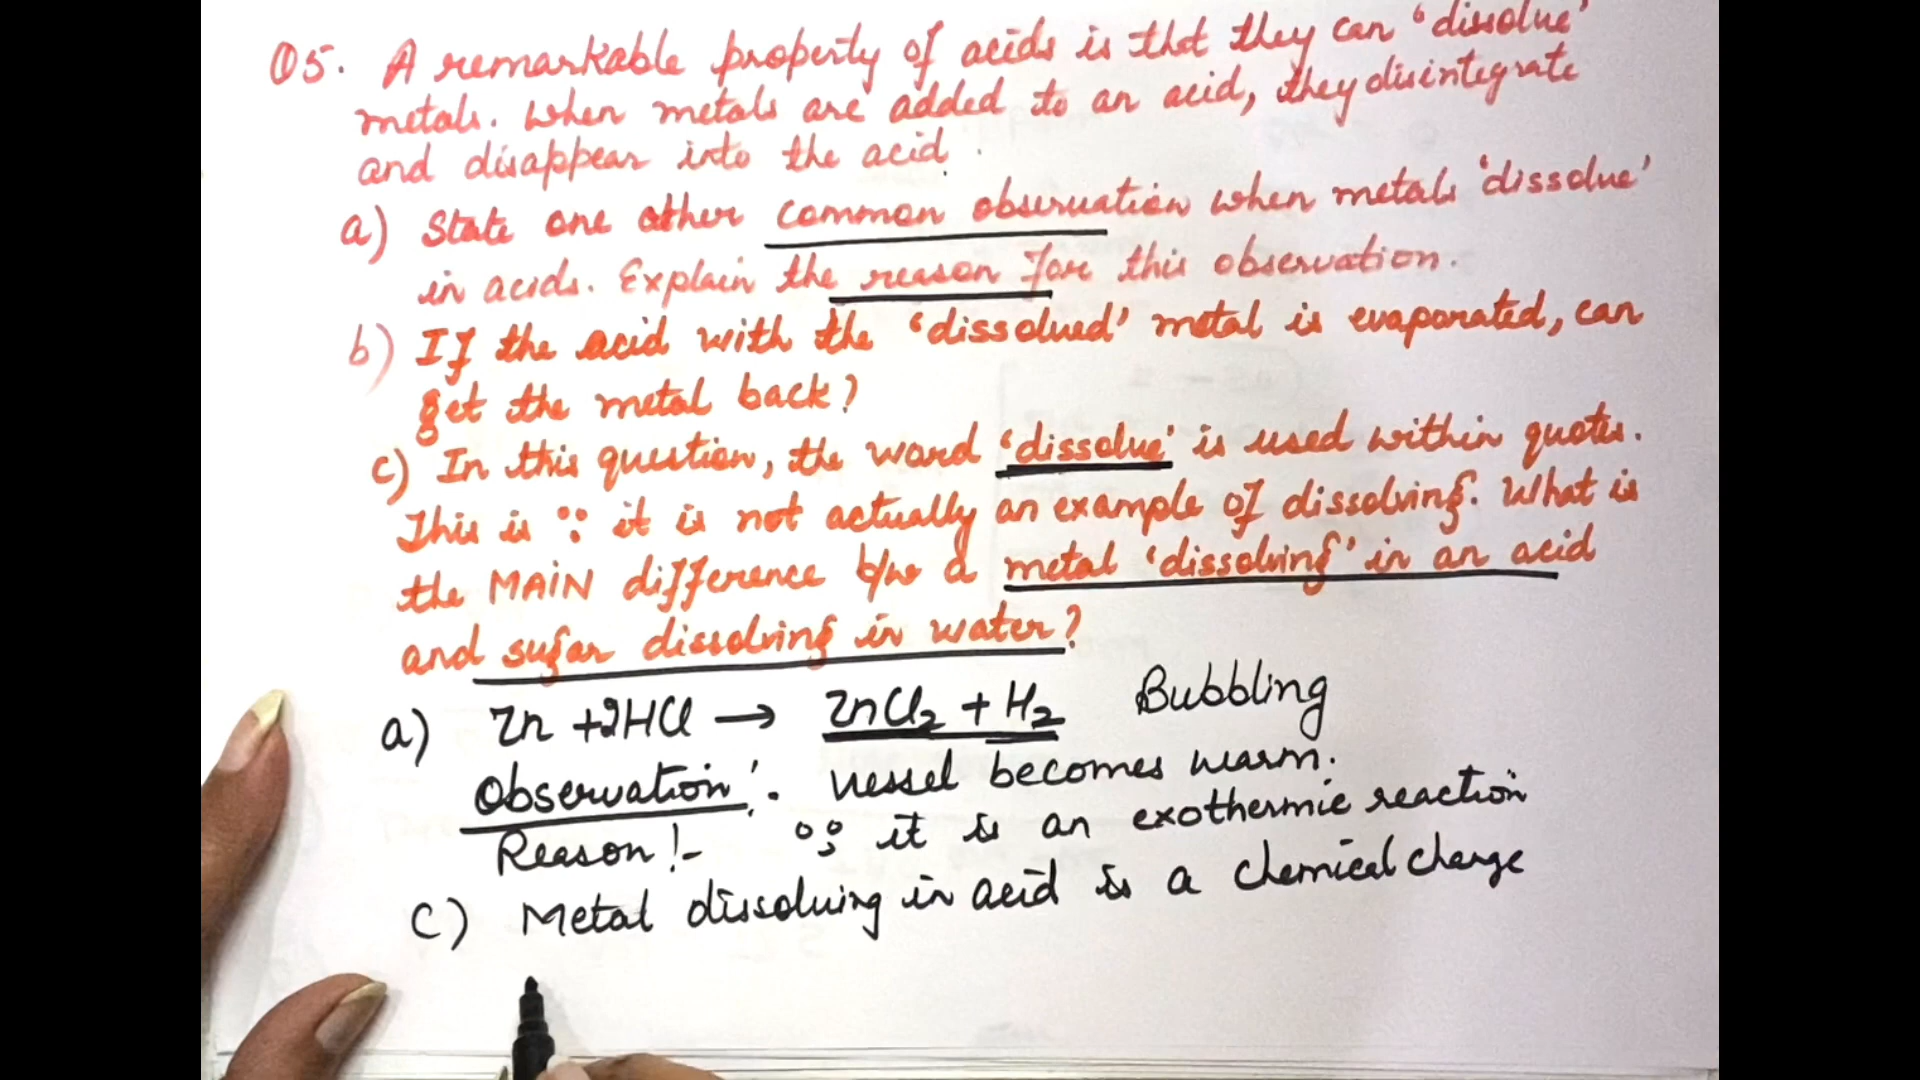 Q5. A remarkable property of acids is that they can 'dissolve'
metals. When metals are added to an acid, they disintegrate
and disappear into the acid.
a) State one other common observation when metals 'dissolve'
in acids. Explain the reason for this observation.
b) If the acid with the 'dissolved' metal is evaporated, can
get the metal back?
c) In this question, the word 'dissolve' is used within quotes.
This is ∵ it is not actually an example of dissolving. What is
the MAIN difference b/w a metal 'dissolving' in an acid
and sugar dissolving in water?
a) Zn + 2HCl → ZnCl₂ + H₂ Bubbling
Observation:- Vessel becomes warm.
Reason:- ∵ it is an exothermic reaction
C) Metal dissolving in acid is a chemical change